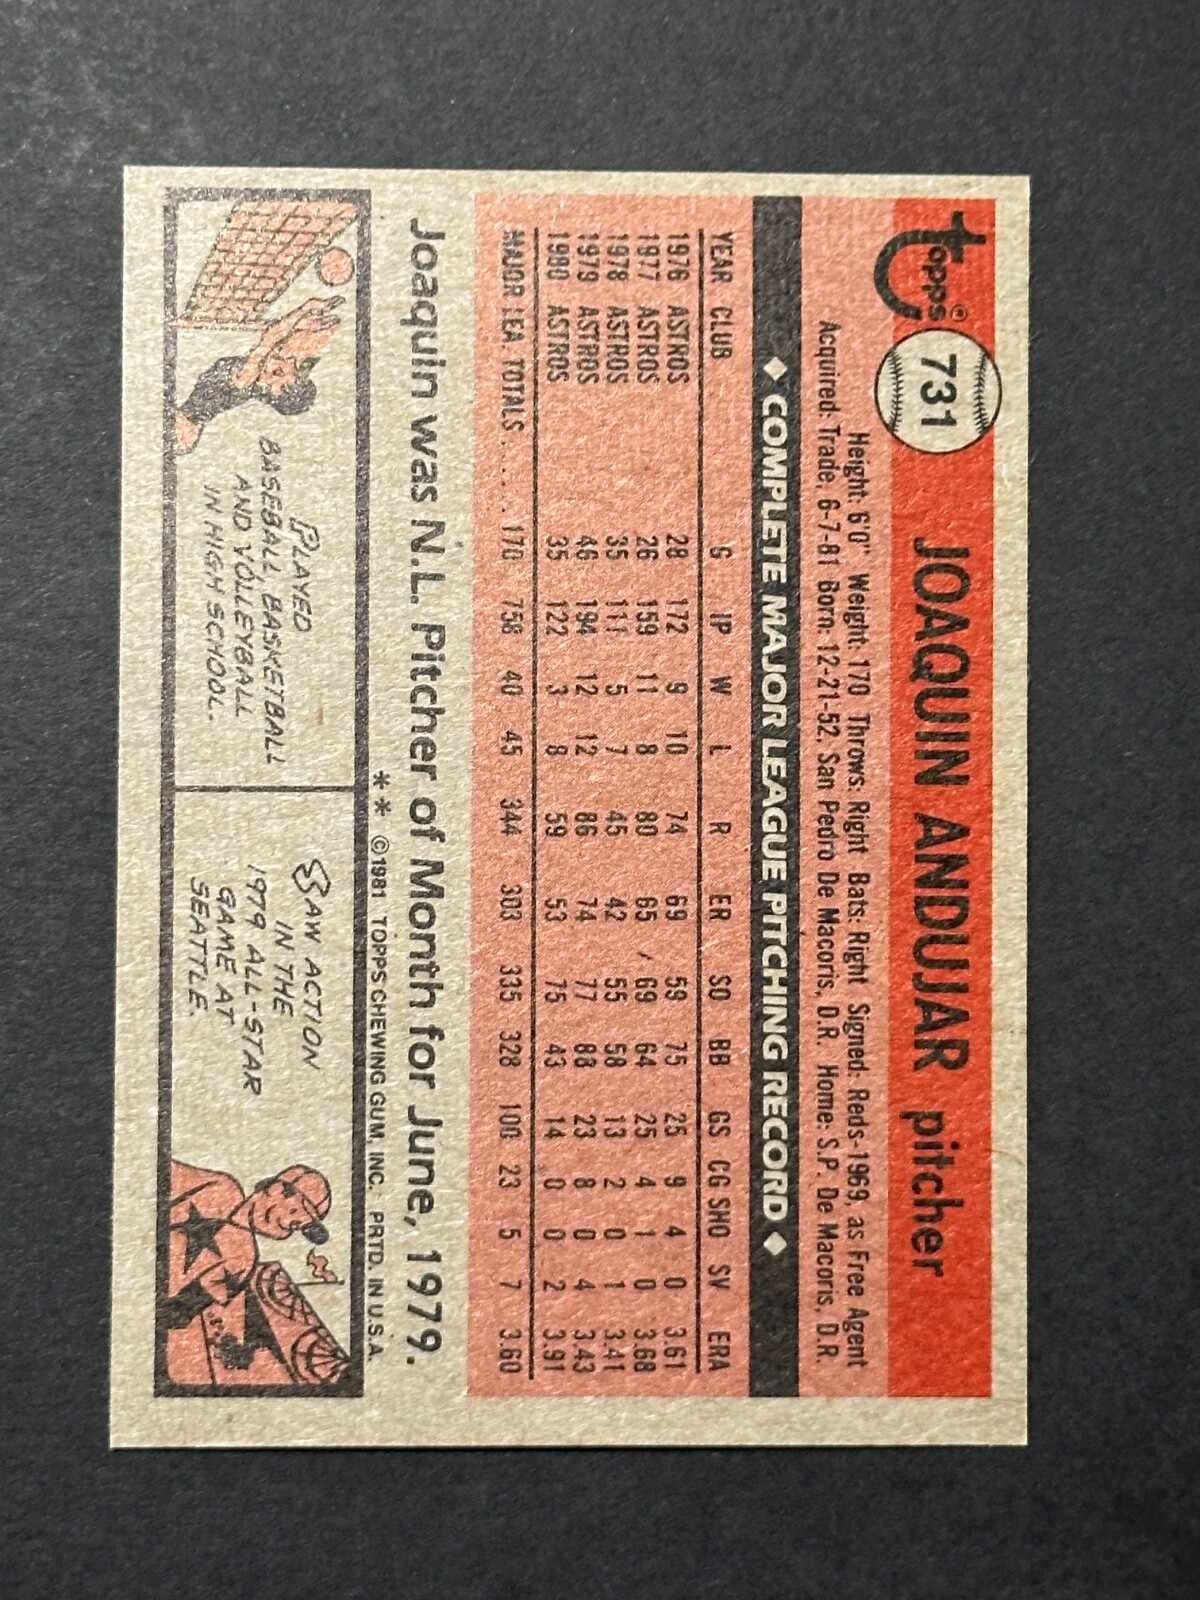 topps®
731
JOAQUIN ANDUJAR pitcher
Height: 6'0" Weight: 170 Throws: Right Bats: Right Signed: Reds-1969, as Free Agent
Acquired: Trade, 6-7-81 Born: 12-21-52, San Pedro De Macoris, D.R. Home: S.P. De Macoris, D.R.
◆ COMPLETE MAJOR LEAGUE PITCHING RECORD ◆
YEAR CLUB G IP W L R ER SO BB GS CG SHO SV ERA
1976 ASTROS 28 172 9 10 74 69 59 75 25 9 4 0 3.61
1977 ASTROS 26 159 11 8 80 65 69 64 25 4 1 0 3.68
1978 ASTROS 35 111 5 7 45 42 55 58 13 2 0 1 3.41
1979 ASTROS 46 194 12 12 86 74 77 88 23 8 0 4 3.43
1980 ASTROS 35 122 3 8 59 53 75 43 14 0 0 2 3.91
MAJOR LEA TOTALS..... 170 758 40 45 344 303 335 328 100 23 5 7 3.60
Joaquin was N.L. Pitcher of Month for June, 1979.
** ©1981 TOPPS CHEWING GUM, INC. PRTD. IN U.S.A.
PLAYED
BASEBALL, BASKETBALL
AND VOLLEYBALL
IN HIGH SCHOOL.
SAW ACTION
IN THE
1979 ALL-STAR
GAME AT
SEATTLE.